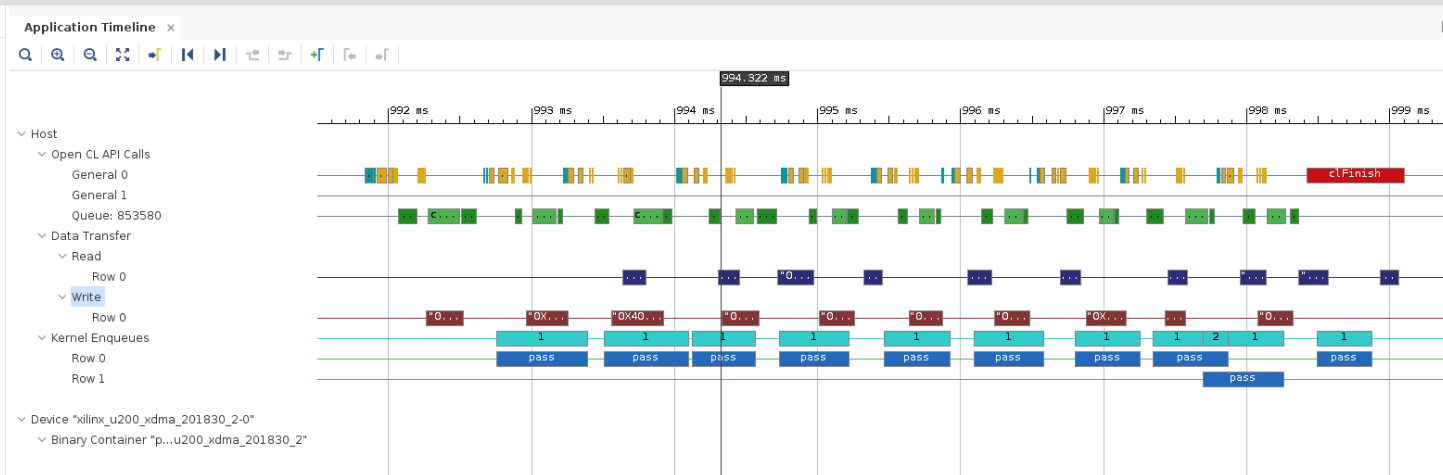 Application Timeline
994.322 ms
992 ms 993 ms 994 ms 995 ms 996 ms 997 ms 998 ms 999 ms
Host
Open CL API Calls
General 0 clFinish
General 1
Queue: 853580 c... c...
Data Transfer
Read
Row 0 ... ... "0... ... ... ... ... ... "... ...
Write
Row 0 "0... "0X... "0X40... "0... "0... "0... "0... "0X... ... "0...
Kernel Enqueues 1 1 1 1 1 1 1 1 2 1 1
Row 0 pass pass pass pass pass pass pass pass pass
Row 1 pass
Device "xilinx_u200_xdma_201830_2-0"
Binary Container "p...u200_xdma_201830_2"